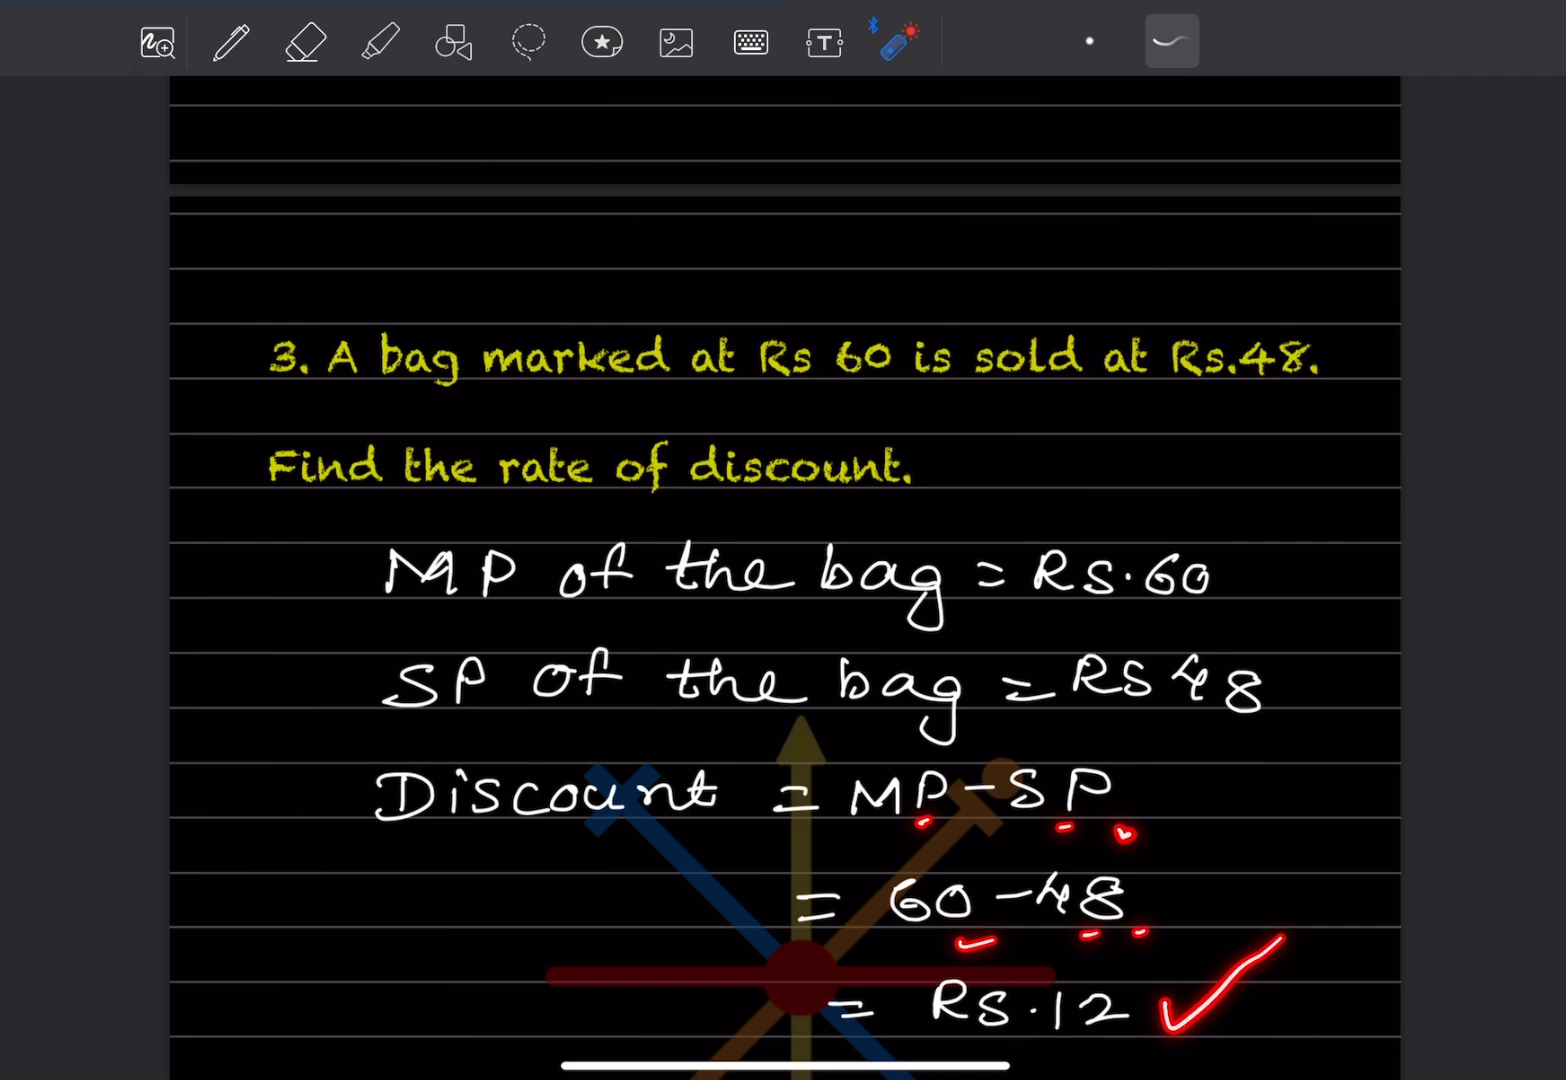 3. A bag marked at Rs 60 is sold at Rs.48.
Find the rate of discount.
MP of the bag = Rs.60
SP of the bag = Rs 48
Discount = MP-SP
= 60-48
= Rs.12